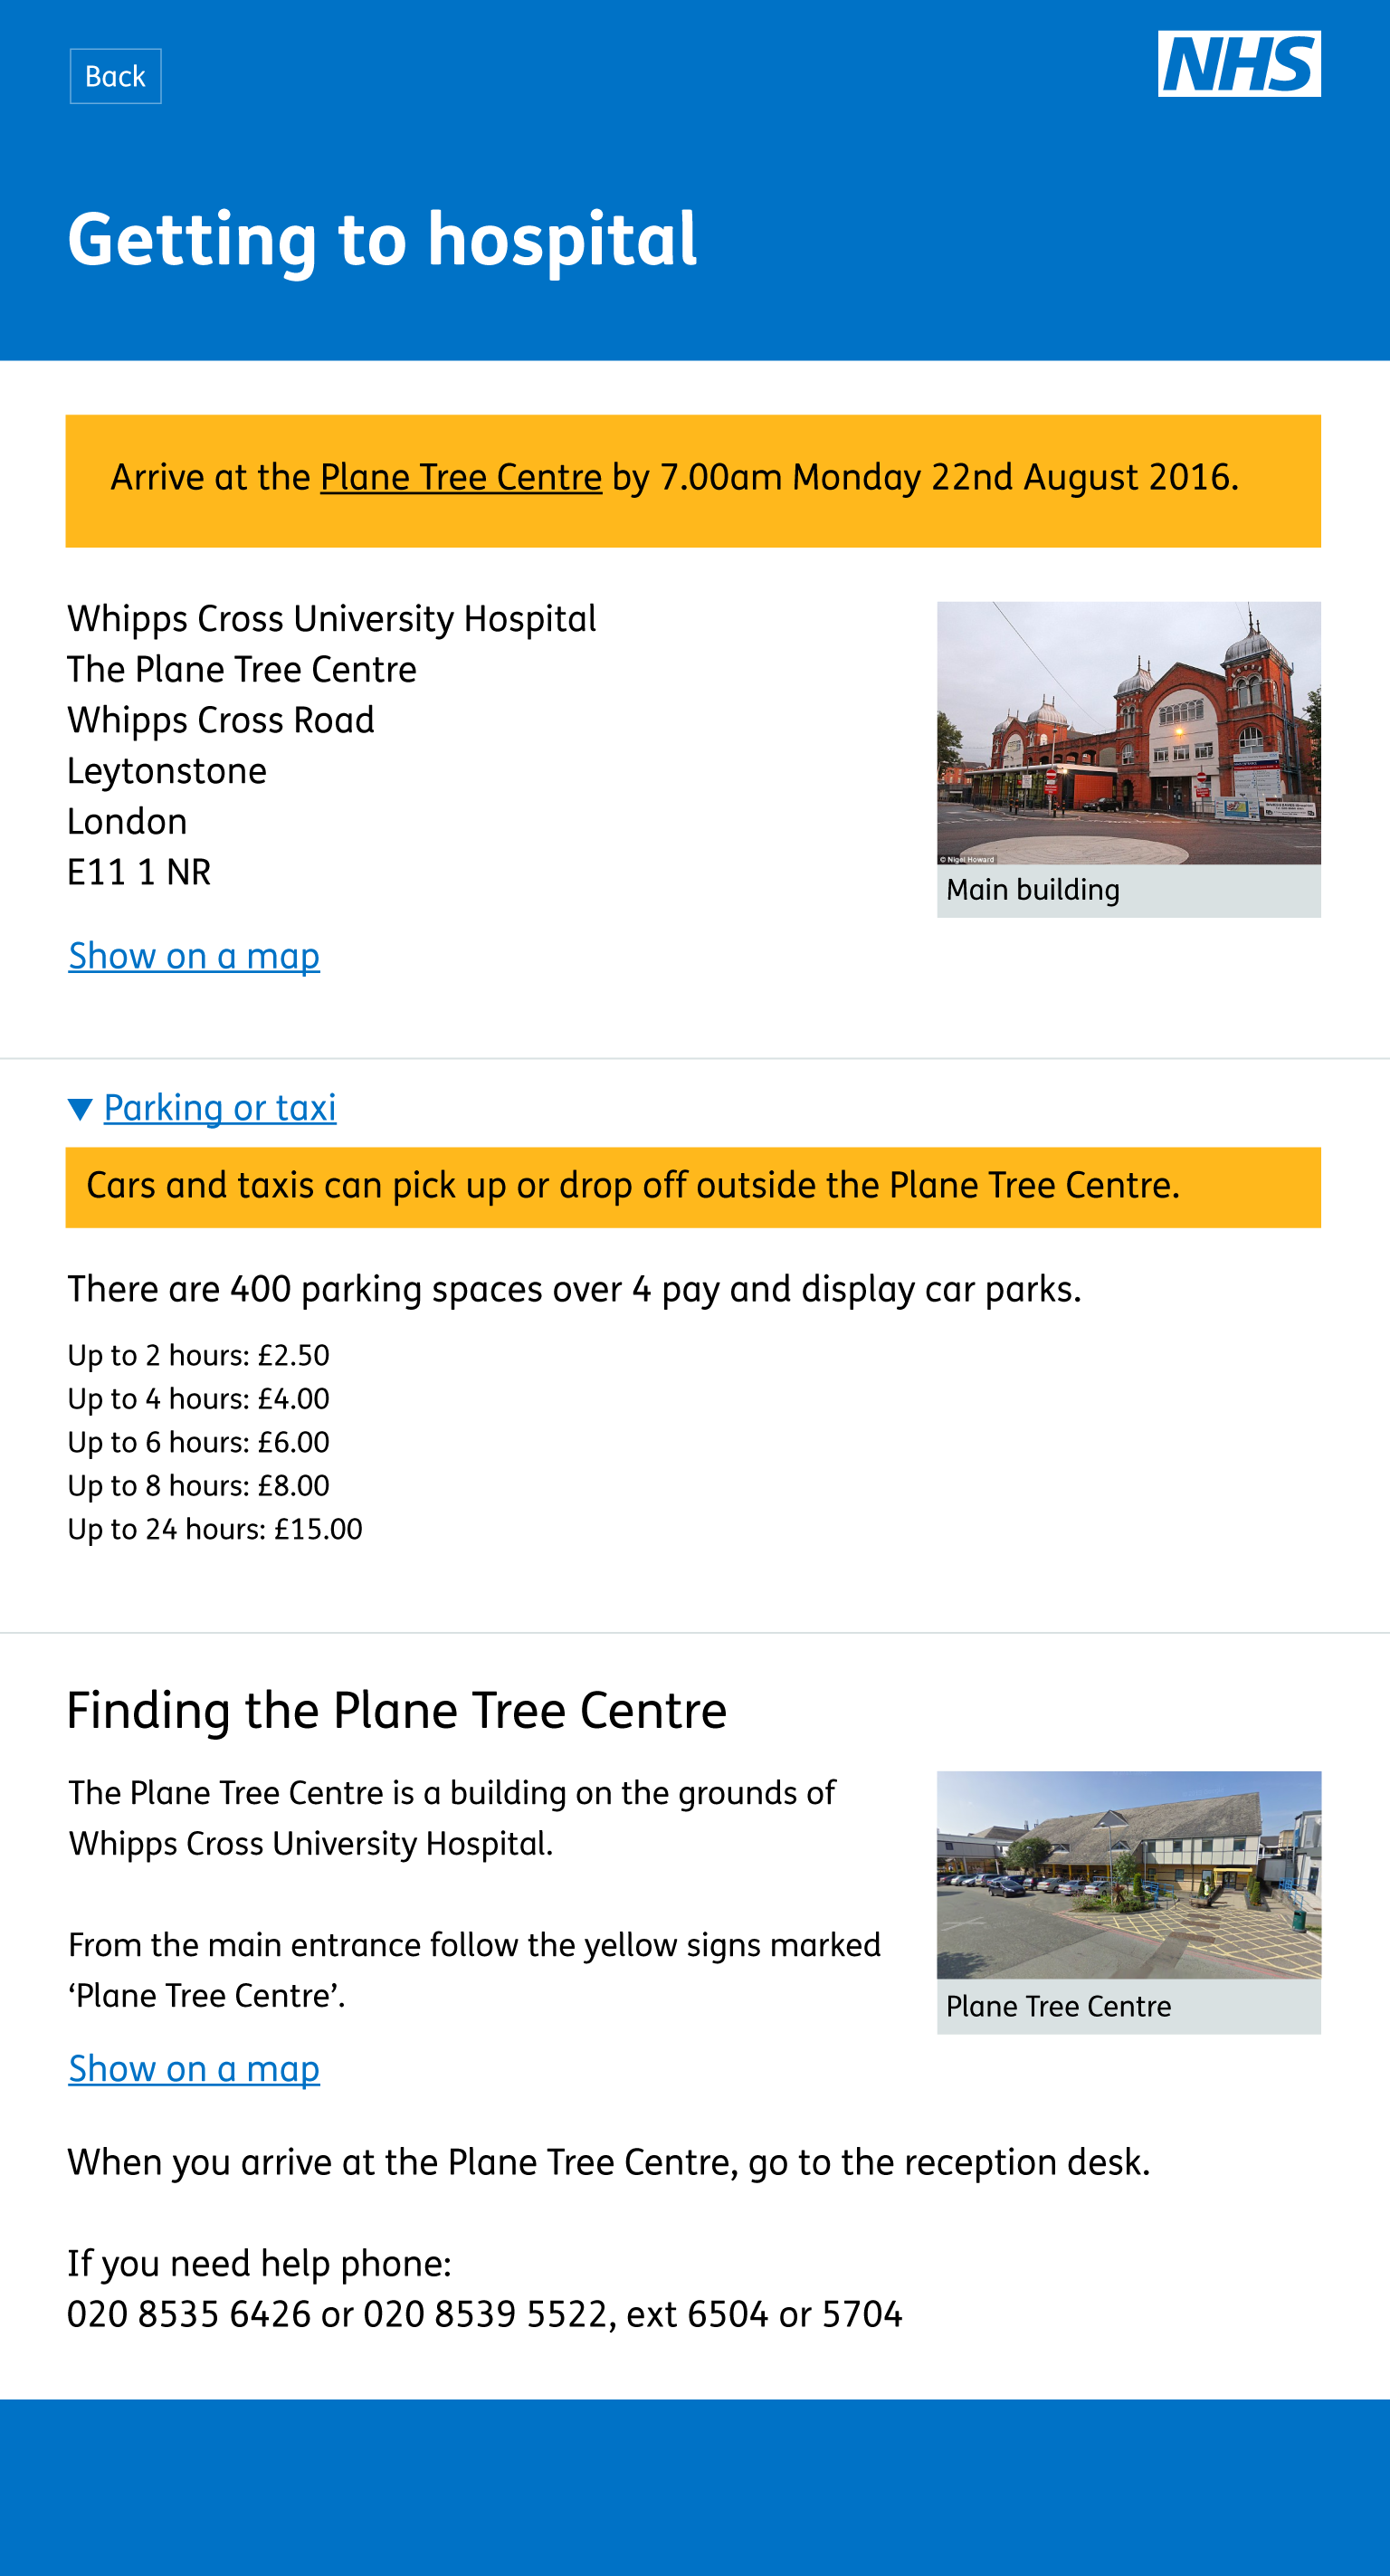 Back
NHS
Getting to hospital
Arrive at the Plane Tree Centre by 7.00am Monday 22nd August 2016.
Whipps Cross University Hospital
The Plane Tree Centre
Whipps Cross Road
Leytonstone
London
E11 1 NR
© Nigel Howard
Main building
Show on a map
Parking or taxi
Cars and taxis can pick up or drop off outside the Plane Tree Centre.
There are 400 parking spaces over 4 pay and display car parks.
Up to 2 hours: £2.50
Up to 4 hours: £4.00
Up to 6 hours: £6.00
Up to 8 hours: £8.00
Up to 24 hours: £15.00
Finding the Plane Tree Centre
The Plane Tree Centre is a building on the grounds of
Whipps Cross University Hospital.
From the main entrance follow the yellow signs marked
‘Plane Tree Centre’.
Plane Tree Centre
Show on a map
When you arrive at the Plane Tree Centre, go to the reception desk.
If you need help phone:
020 8535 6426 or 020 8539 5522, ext 6504 or 5704